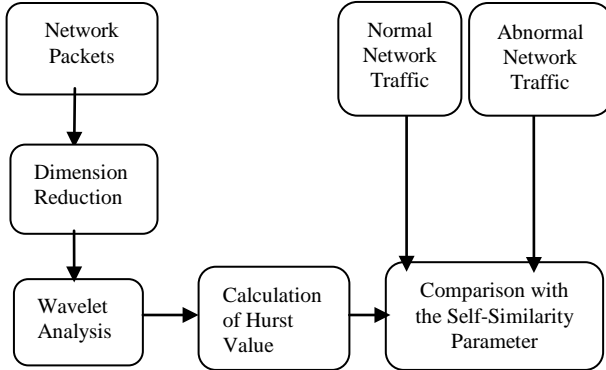 Network
Packets
Normal
Network
Traffic
Abnormal
Network
Traffic
Dimension
Reduction
Wavelet
Analysis
Calculation
of Hurst
Value
Comparison with
the Self-Similarity
Parameter